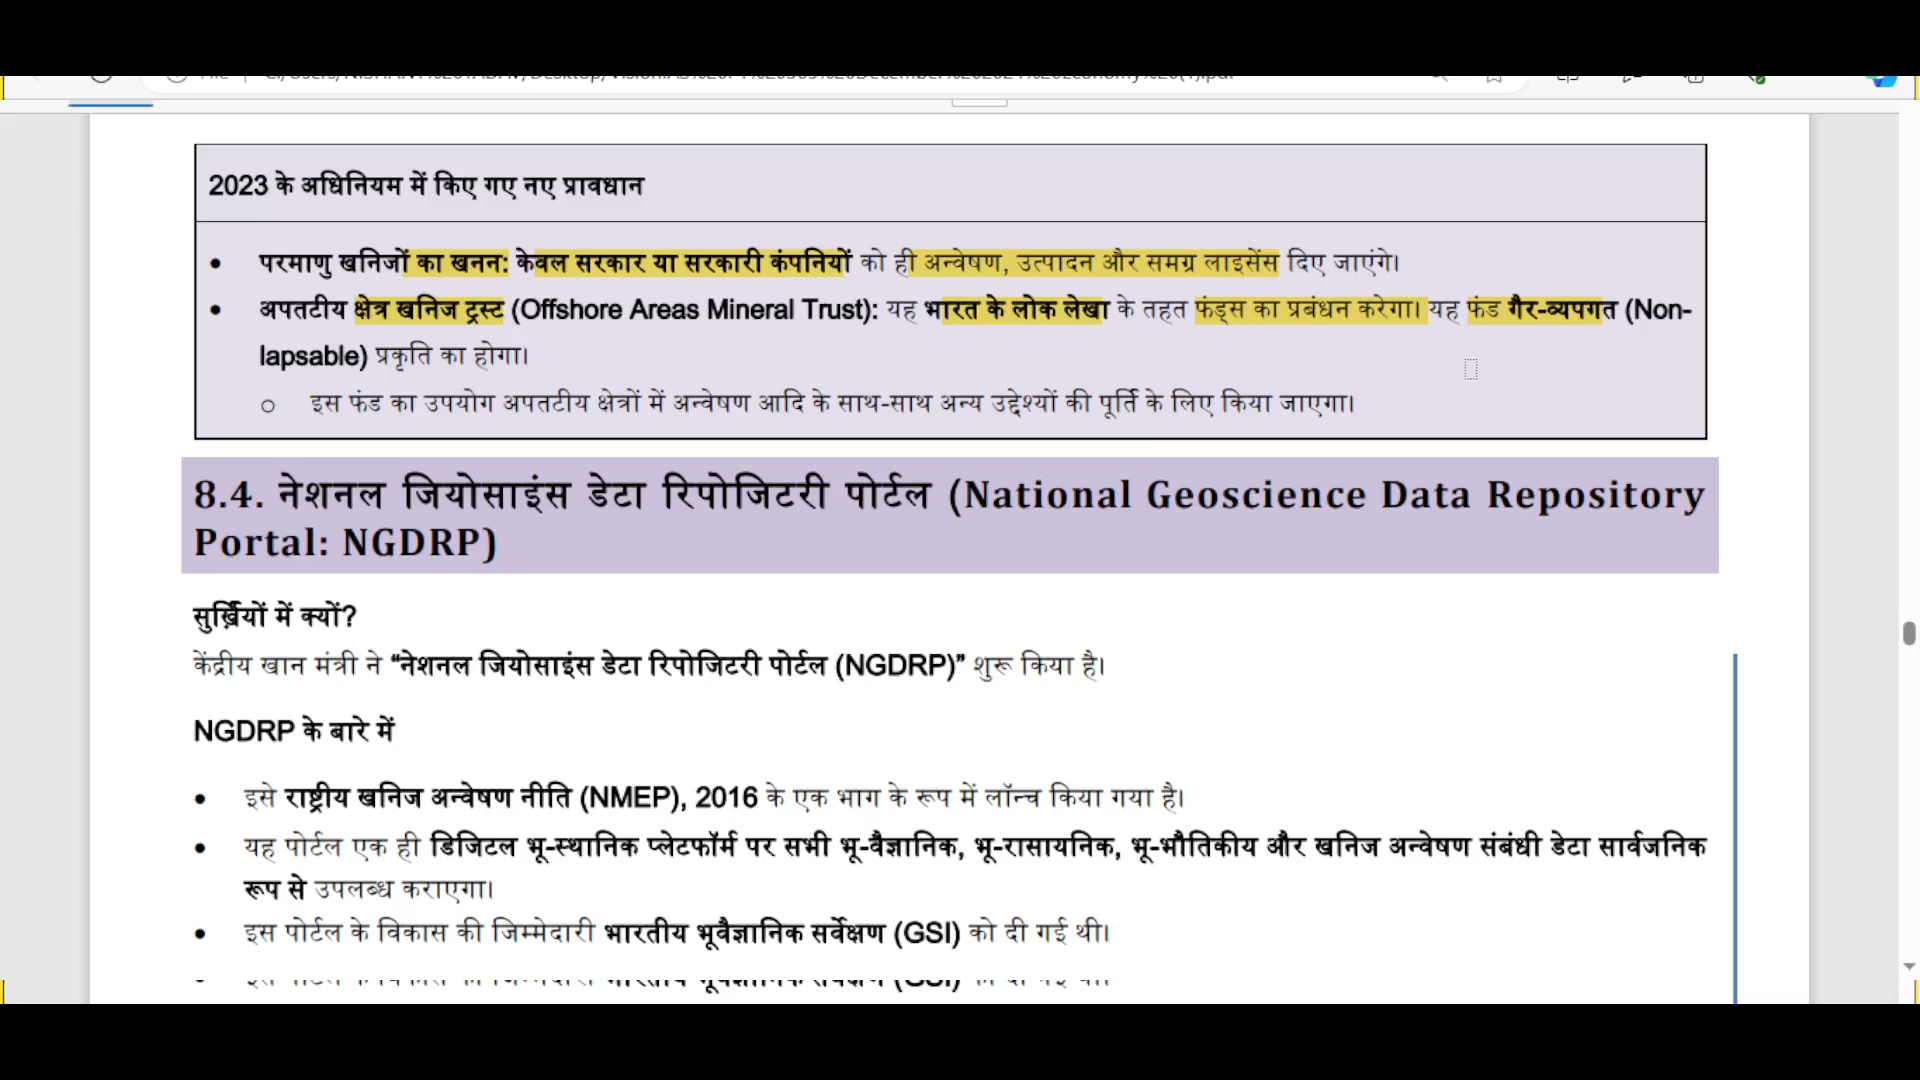 2023 के अधिनियम में किए गए नए प्रावधान
• परमाणु खनिजों का खनन: केवल सरकार या सरकारी कंपनियों को ही अन्वेषण, उत्पादन और समग्र लाइसेंस दिए जाएंगे।
• अपतटीय क्षेत्र खनिज ट्रस्ट (Offshore Areas Mineral Trust): यह भारत के लोक लेखा के तहत फंड्स का प्रबंधन करेगा। यह फंड गैर-व्यपगत (Non-
lapsable) प्रकृति का होगा।
o इस फंड का उपयोग अपतटीय क्षेत्रों में अन्वेषण आदि के साथ-साथ अन्य उद्देश्यों की पूर्ति के लिए किया जाएगा।
8.4. नेशनल जियोसाइंस डेटा रिपोजिटरी पोर्टल (National Geoscience Data Repository
Portal: NGDRP)
सुर्ख़ियों में क्यों?
केंद्रीय खान मंत्री ने “नेशनल जियोसाइंस डेटा रिपोजिटरी पोर्टल (NGDRP)” शुरू किया है।
NGDRP के बारे में
• इसे राष्ट्रीय खनिज अन्वेषण नीति (NMEP), 2016 के एक भाग के रूप में लॉन्च किया गया है।
• यह पोर्टल एक ही डिजिटल भू-स्थानिक प्लेटफॉर्म पर सभी भू-वैज्ञानिक, भू-रासायनिक, भू-भौतिकीय और खनिज अन्वेषण संबंधी डेटा सार्वजनिक
रूप से उपलब्ध कराएगा।
• इस पोर्टल के विकास की जिम्मेदारी भारतीय भूवैज्ञानिक सर्वेक्षण (GSI) को दी गई थी।